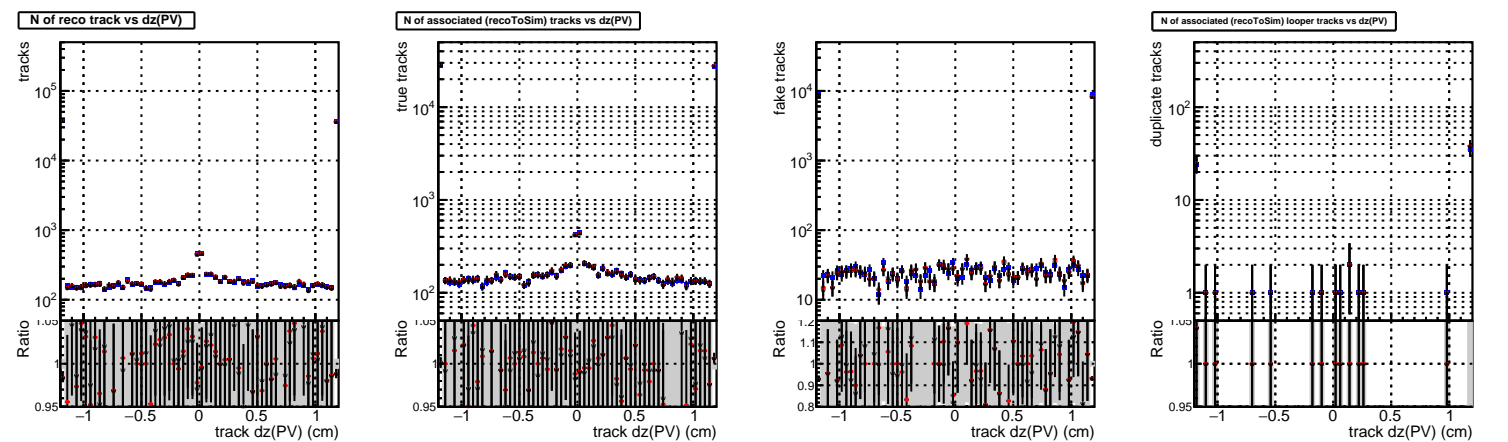 N of reco track vs dz(PV)
tracks
10^5
10^4
10^3
10^2
1.05
Ratio
1
0.95
−1 −0.5 0 0.5 1
track dz(PV) (cm)
N of associated (recoToSim) tracks vs dz(PV)
true tracks
10^4
10^3
10^2
1.05
Ratio
1
0.95
−1 −0.5 0 0.5 1
track dz(PV) (cm)
fake tracks
10^4
10^3
10^2
10
1.2
1.1
Ratio
1
0.9
0.8
−1 −0.5 0 0.5 1
track dz(PV) (cm)
N of associated (recoToSim) looper tracks vs dz(PV)
duplicate tracks
10^2
10
1
1.05
Ratio
1
0.95
−1 −0.5 0 0.5 1
track dz(PV) (cm)